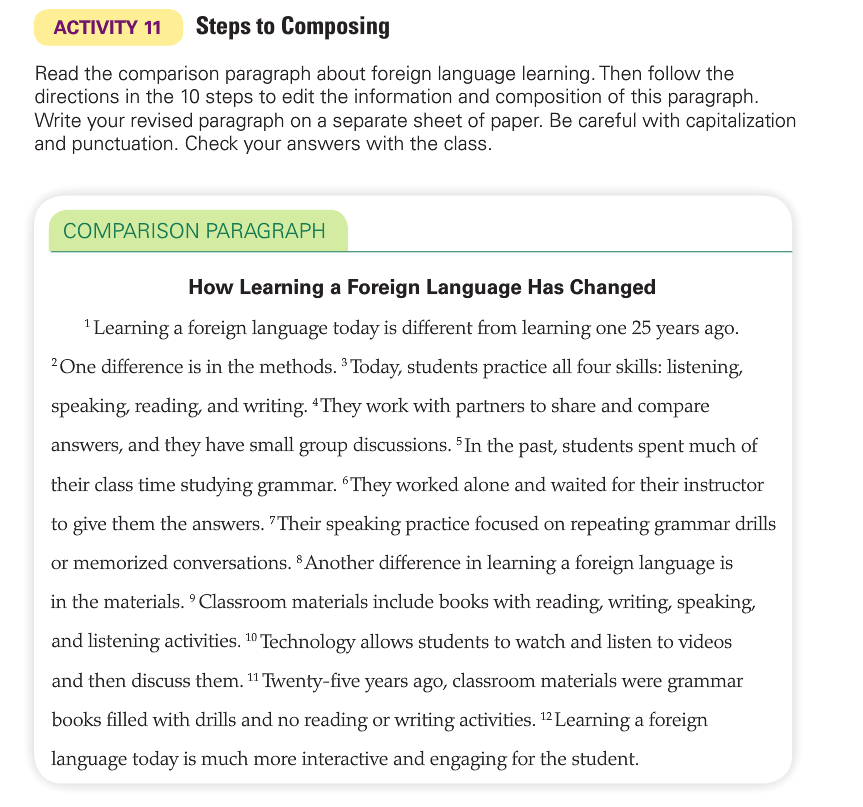 ACTIVITY 11 Steps to Composing
Read the comparison paragraph about foreign language learning. Then follow the
directions in the 10 steps to edit the information and composition of this paragraph.
Write your revised paragraph on a separate sheet of paper. Be careful with capitalization
and punctuation. Check your answers with the class.
COMPARISON PARAGRAPH
How Learning a Foreign Language Has Changed
1 Learning a foreign language today is different from learning one 25 years ago.
2 One difference is in the methods. 3 Today, students practice all four skills: listening,
speaking, reading, and writing. 4 They work with partners to share and compare
answers, and they have small group discussions. 5 In the past, students spent much of
their class time studying grammar. 6 They worked alone and waited for their instructor
to give them the answers. 7 Their speaking practice focused on repeating grammar drills
or memorized conversations. 8 Another difference in learning a foreign language is
in the materials. 9 Classroom materials include books with reading, writing, speaking,
and listening activities. 10 Technology allows students to watch and listen to videos
and then discuss them. 11 Twenty-five years ago, classroom materials were grammar
books filled with drills and no reading or writing activities. 12 Learning a foreign
language today is much more interactive and engaging for the student.